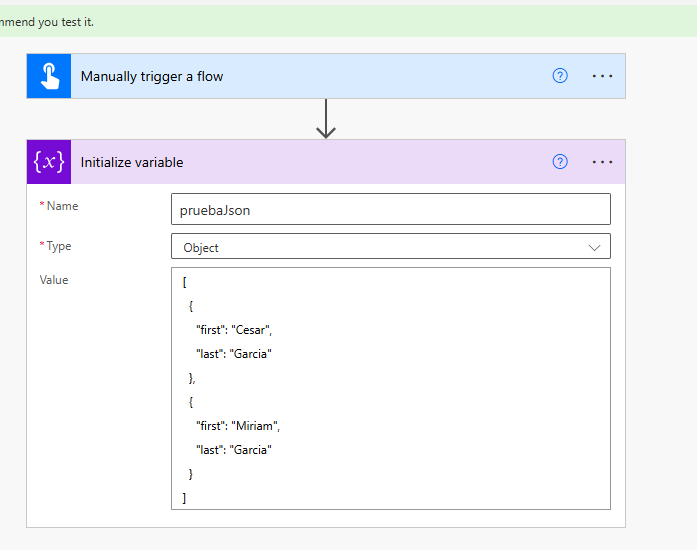 mmend you test it.
Manually trigger a flow
?
...
{x}
Initialize variable
?
...
* Name
pruebaJson
* Type
Object
Value
[
{
"first": "Cesar",
"last": "Garcia"
},
{
"first": "Miriam",
"last": "Garcia"
}
]